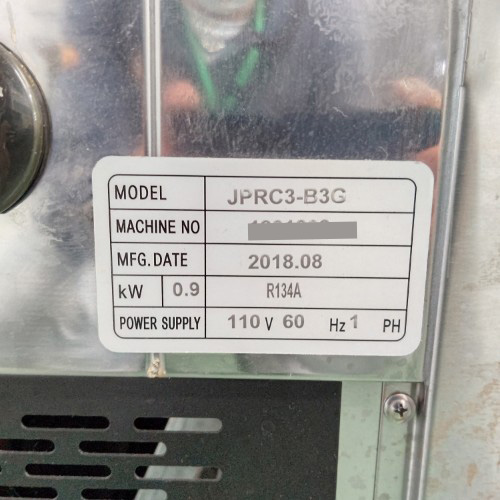 MODEL JPRC3-B3G
MACHINE NO
MFG.DATE 2018.08
kW 0.9 R134A
POWER SUPPLY 110 V 60 Hz 1 PH